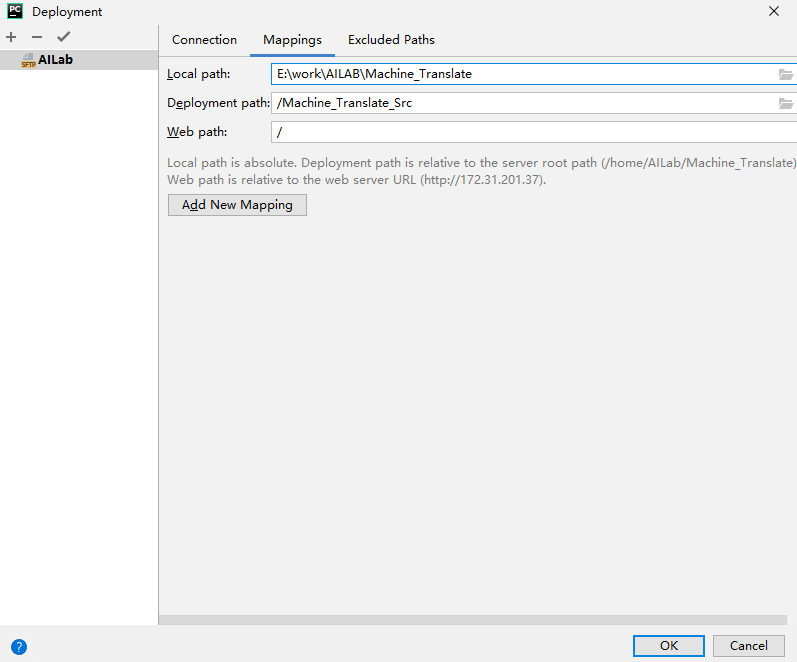 PC Deployment
Connection Mappings Excluded Paths
SFTP AILab
Local path: E:\work\AILAB\Machine_Translate
Deployment path: /Machine_Translate_Src
Web path: /
Local path is absolute. Deployment path is relative to the server root path (/home/AILab/Machine_Translate)
Web path is relative to the web server URL (http://172.31.201.37).
Add New Mapping
? OK Cancel